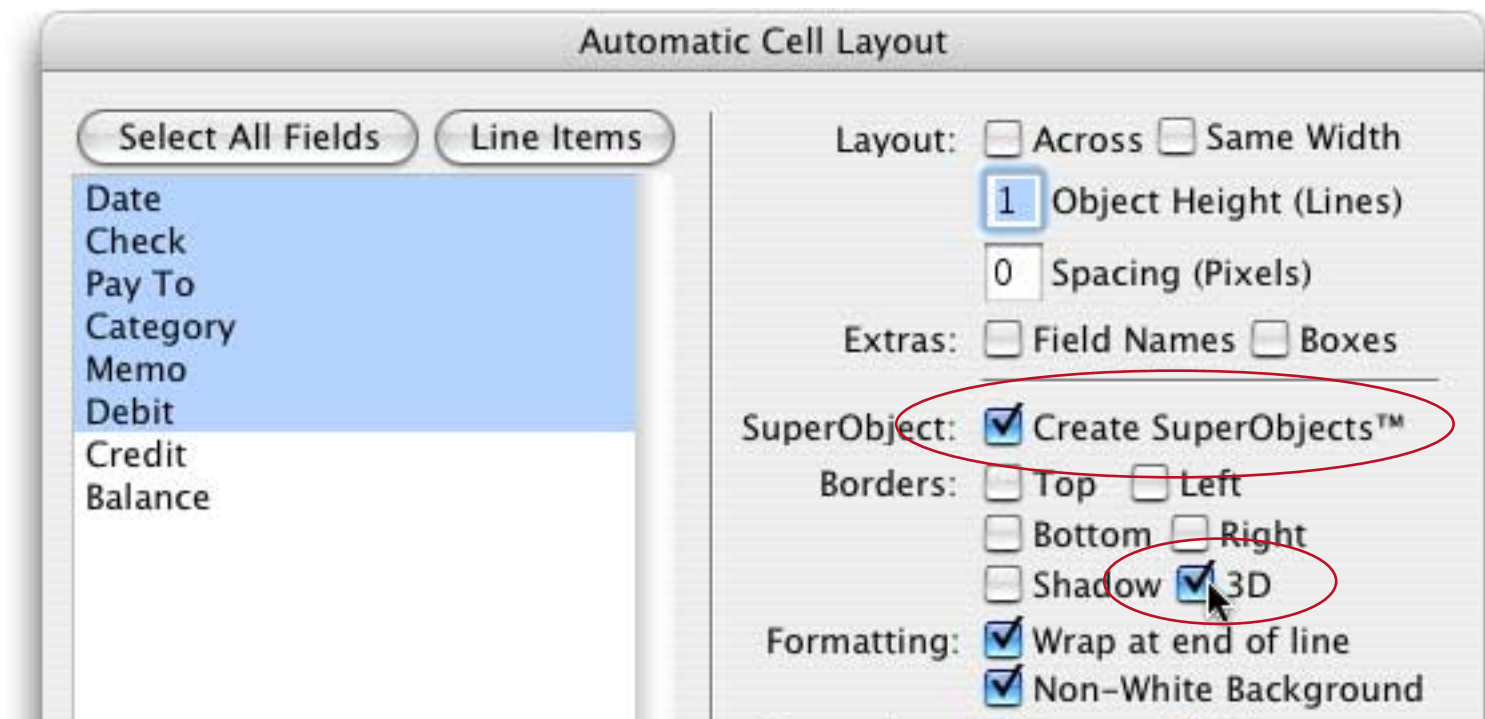 Automatic Cell Layout
Select All Fields
Line Items
Date
Check
Pay To
Category
Memo
Debit
Credit
Balance
Layout: Across Same Width
1 Object Height (Lines)
0 Spacing (Pixels)
Extras: Field Names Boxes
SuperObject: Create SuperObjects™
Borders: Top Left
Bottom Right
Shadow 3D
Formatting: Wrap at end of line
Non-White Background